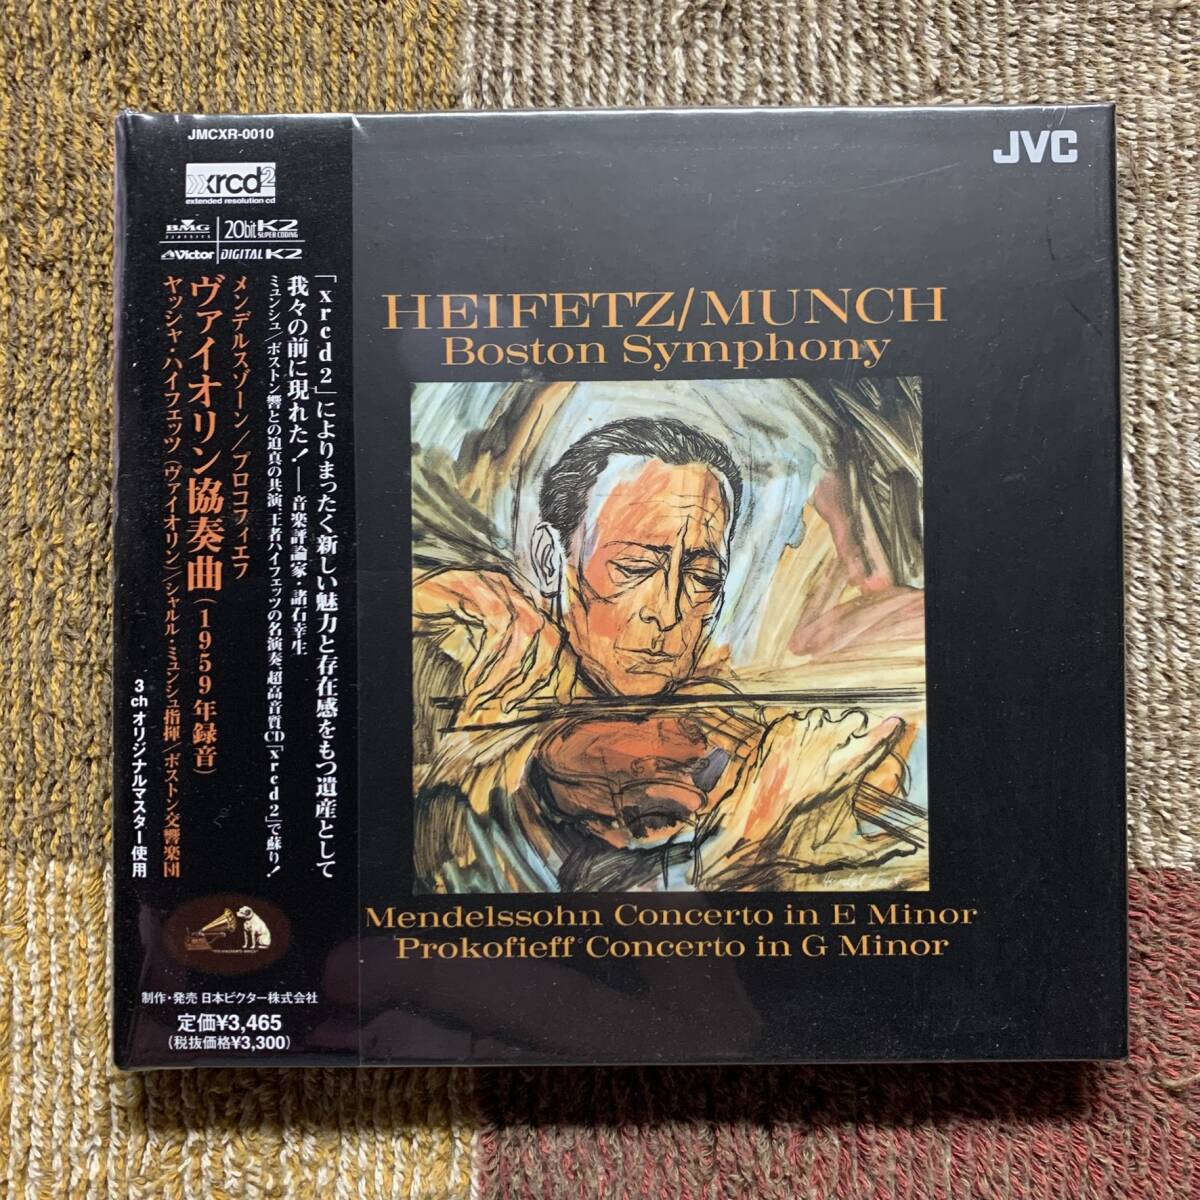 JMCXR-0010
xrcd2
extended resolution cd
BMG
CLASSICS
20bit K2
SUPER CODING
Victor
DIGITAL K2
「xrcd2」によりまったく新しい魅力と存在感をもつ遺産として
我々の前に現れた!——音楽評論家・諸石幸生
ミュンシュ/ボストン響との迫真の共演、王者ハイフェッツの名演奏、超高音質CD「xrcd2」で蘇り!
メンデルスゾーン/プロコフィエフ
ヴァイオリン協奏曲(1959年録音)
ヤッシャ・ハイフェッツ(ヴァイオリン)/シャルル・ミュンシュ指揮/ボストン交響楽団
3ch オリジナルマスター使用
制作・発売 日本ビクター株式会社
定価¥3,465
(税抜価格¥3,300)
JVC
HEIFETZ/MUNCH
Boston Symphony
Mendelssohn Concerto in E Minor
Prokofieff Concerto in G Minor